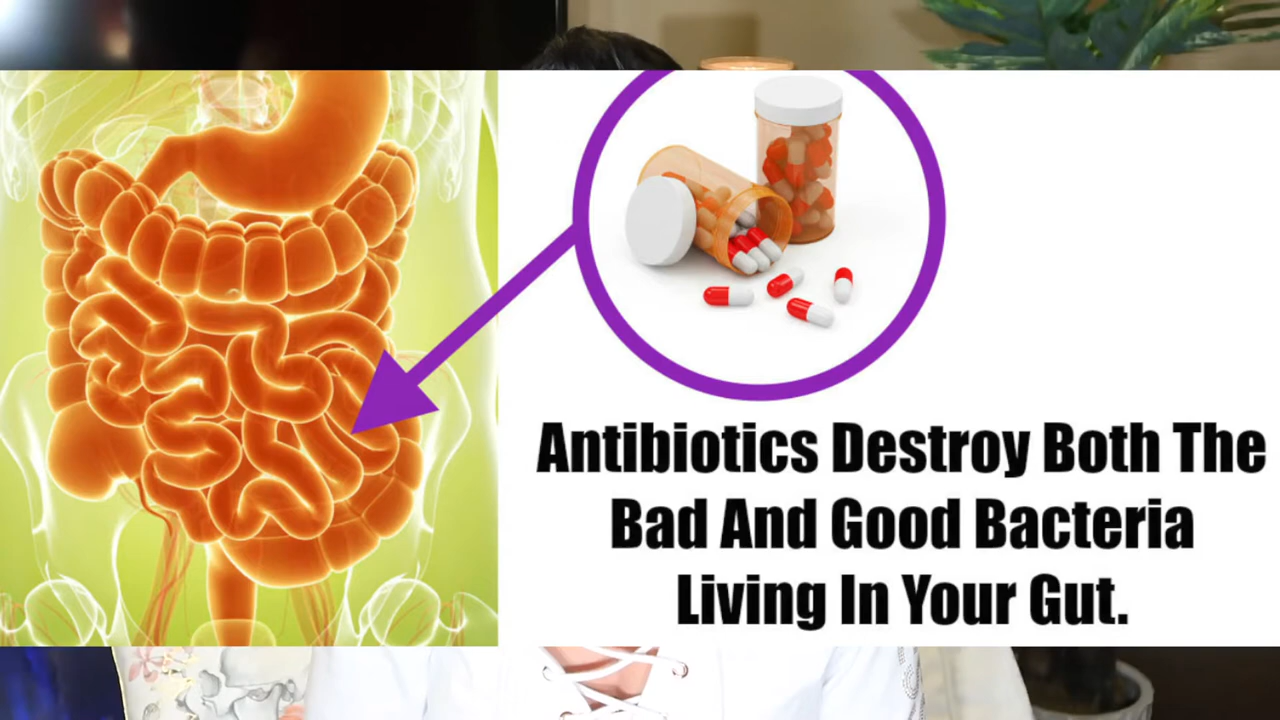 Antibiotics Destroy Both The
Bad And Good Bacteria
Living In Your Gut.